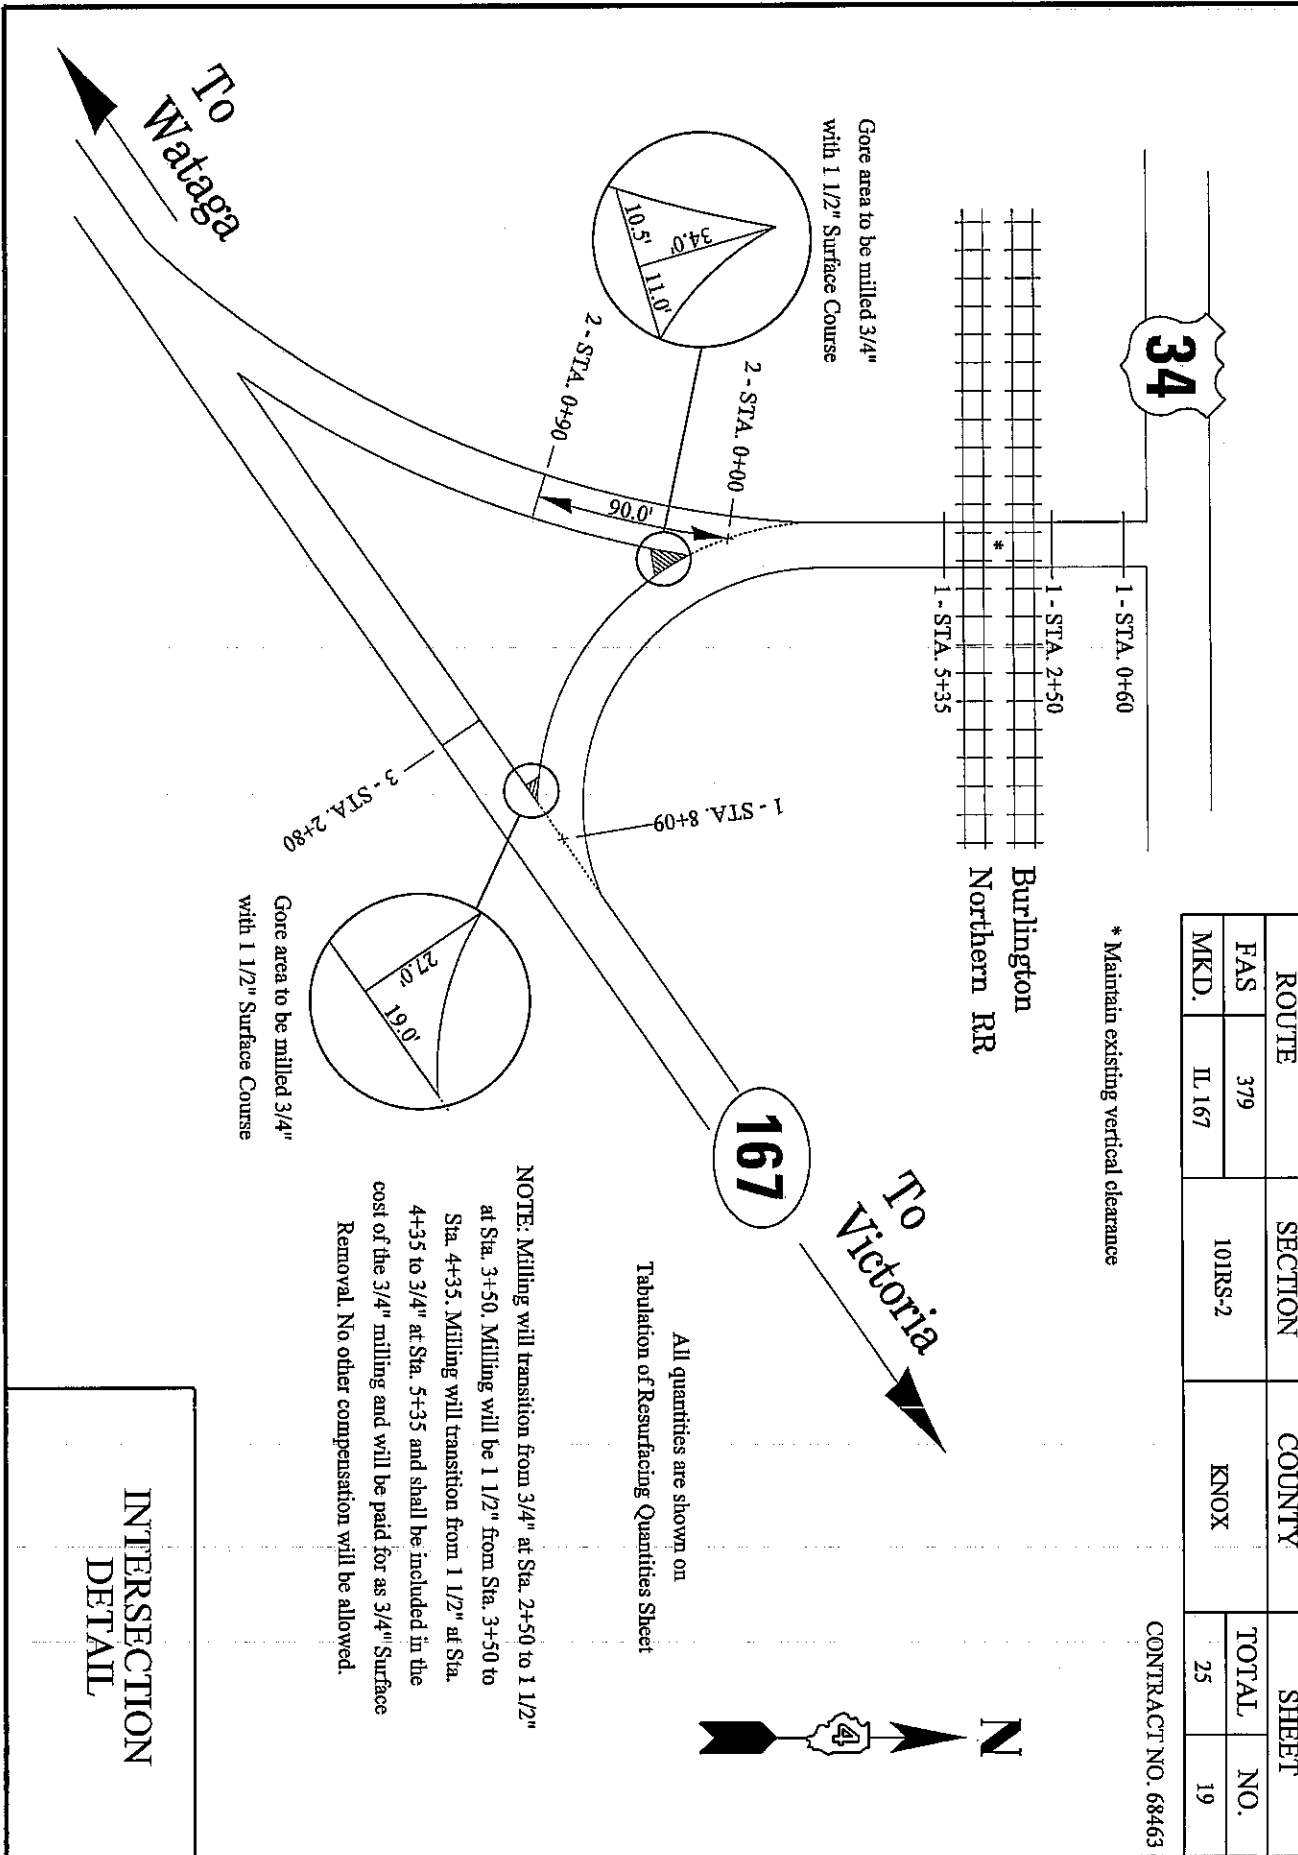 ROUTE
SECTION
COUNTY
SHEET
FAS
379
TOTAL
NO.
MKD.
IL 167
101RS-2
KNOX
25
19
CONTRACT NO. 68463
34
* Maintain existing vertical clearance
1 - STA. 0+60
1 - STA. 2+50
Burlington
Northern RR
*
1 - STA. 5+35
N
4
Gore area to be milled 3/4"
with 1 1/2" Surface Course
34.0'
10.5'
11.0'
2 - STA. 0+00
90.0'
2 - STA. 0+90
1 - STA. 8+09
To
Victoria
167
All quantities are shown on
Tabulation of Resurfacing Quantities Sheet
3 - STA. 2+80
27.0'
19.0'
NOTE: Milling will transition from 3/4" at Sta. 2+50 to 1 1/2"
at Sta. 3+50. Milling will be 1 1/2" from Sta. 3+50 to
Sta. 4+35. Milling will transition from 1 1/2" at Sta.
4+35 to 3/4" at Sta. 5+35 and shall be included in the
cost of the 3/4" milling and will be paid for as 3/4" Surface
Removal. No other compensation will be allowed.
Gore area to be milled 3/4"
with 1 1/2" Surface Course
To
Wataga
INTERSECTION
DETAIL